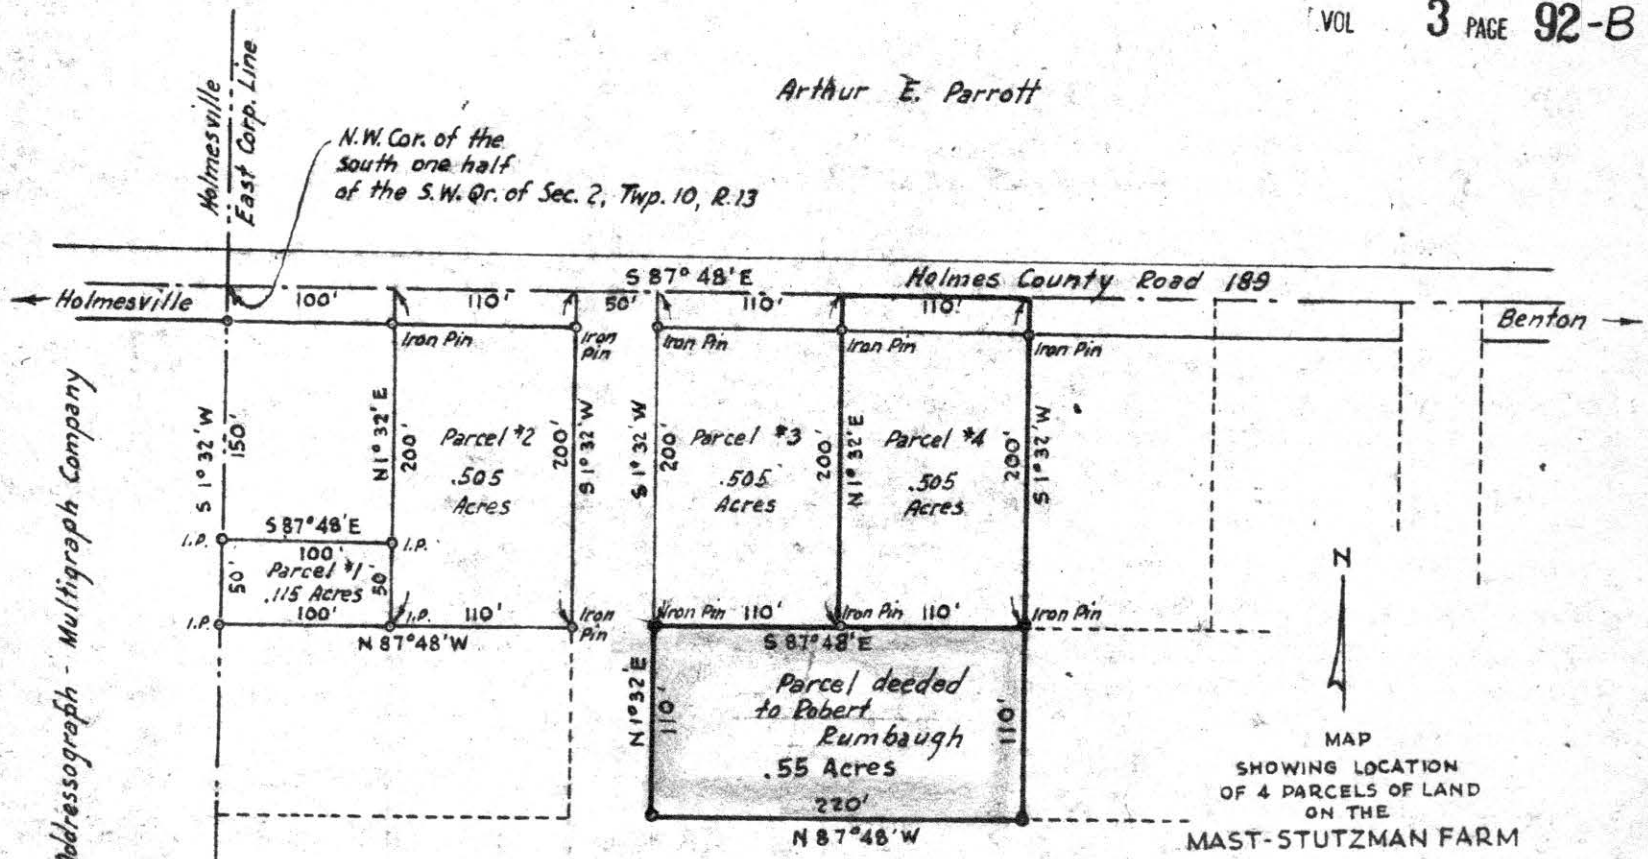 VOL 3 PAGE 92-B
Arthur E. Parrott
Holmesville
East Corp. Line
N.W. Cor. of the
south one half
of the S.W. Qr. of Sec. 2, Twp. 10, R.13
S 87° 48' E
Holmes County Road 189
Holmesville
100'
110'
50'
110'
110'
Benton
Iron Pin
Iron
Pin
Iron Pin
Iron Pin
Iron Pin
Addressograph - Multigraph Company
S 1° 32' W
150'
N 1° 32' E
200'
Parcel #2
.505
Acres
200'
S 1° 32' W
S 1° 32' W
200'
Parcel #3
.505
Acres
200'
N 1° 32' E
Parcel #4
.505
Acres
200'
S 1° 32' W
S 87° 48' E
I.P.
100'
I.P.
50'
Parcel #1
.115 Acres
50'
I.P.
100'
I.P.
110'
Iron
Pin
N 87° 48' W
Iron Pin
110'
Iron Pin
110'
Iron Pin
S 87° 48' E
N 1° 32' E
110'
Parcel deeded
to Robert
Rumbaugh
.55 Acres
110'
220'
N 87° 48' W
N
MAP
SHOWING LOCATION
OF 4 PARCELS OF LAND
ON THE
MAST-STUTZMAN FARM